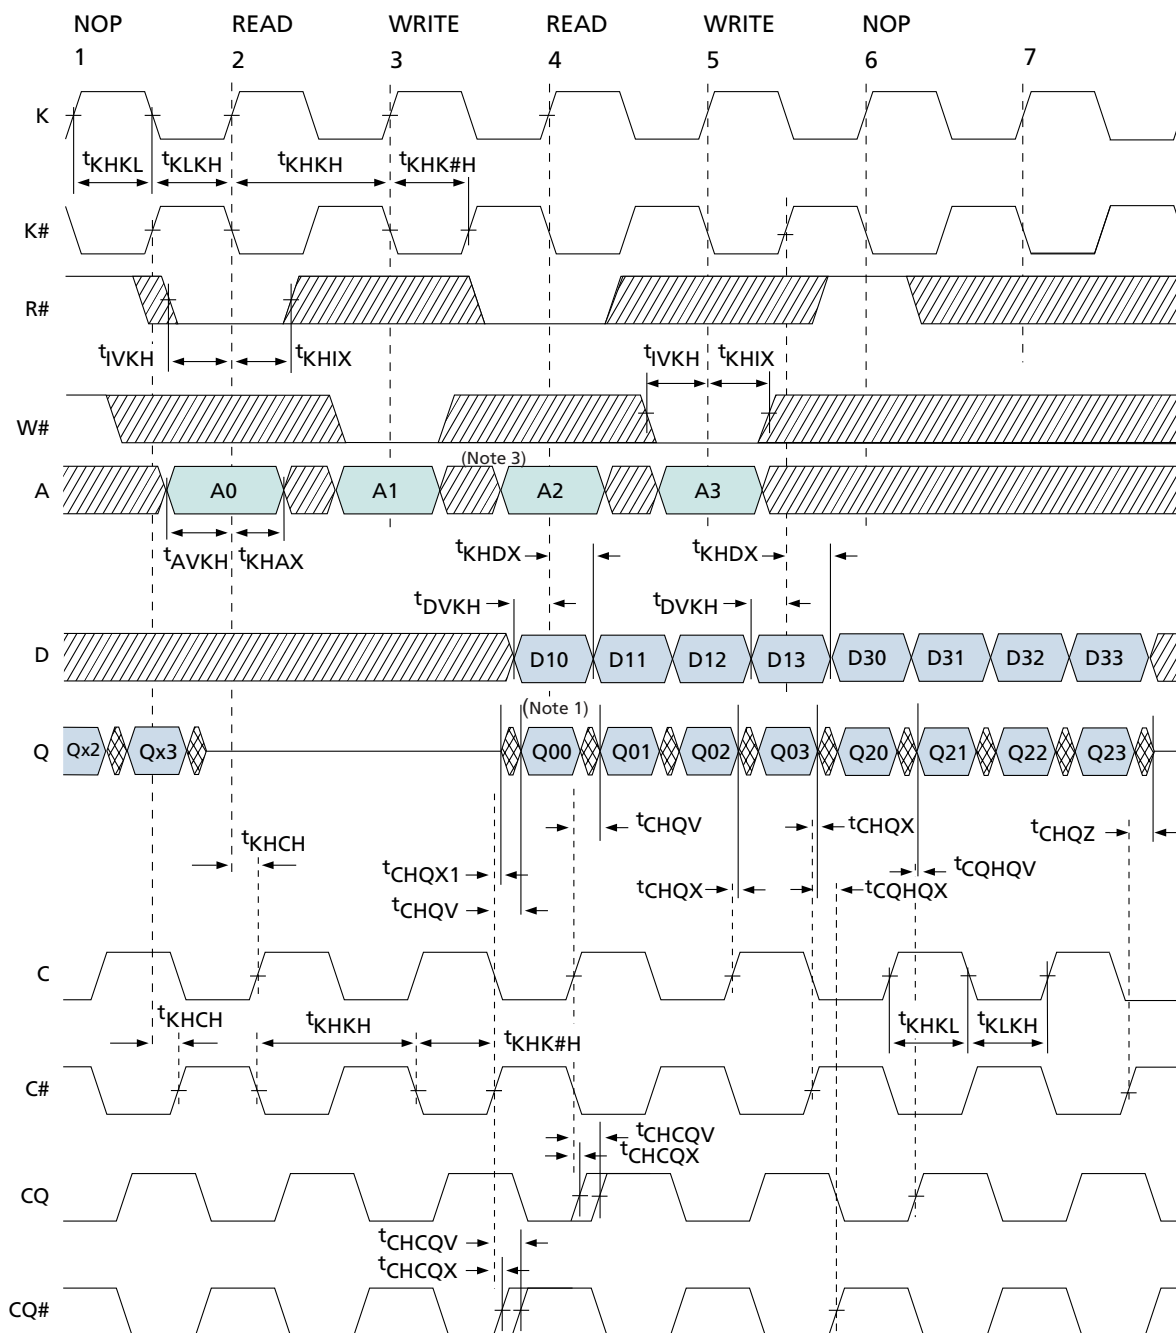 NOP READ WRITE READ WRITE NOP
1 2 3 4 5 6 7
K
tKHKL tKLKH tKHKH tKHK#H
K#
R#
tIVKH tKHIX tIVKH tKHIX
W#
(Note 3)
A A0 A1 A2 A3
tAVKH tKHAX tKHDX tKHDX
tDVKH tDVKH
D D10 D11 D12 D13 D30 D31 D32 D33
(Note 1)
Q Qx2 Qx3 Q00 Q01 Q02 Q03 Q20 Q21 Q22 Q23
tCHQV tCHQX tCHQZ
tKHCH
tCHQX1 tCHQX tCQHQX tCQHQV
tCHQV
C
tKHCH tKHKH tKHK#H tKHKL tKLKH
C#
tCHCQV
tCHCQX
CQ
tCHCQV
tCHCQX
CQ#